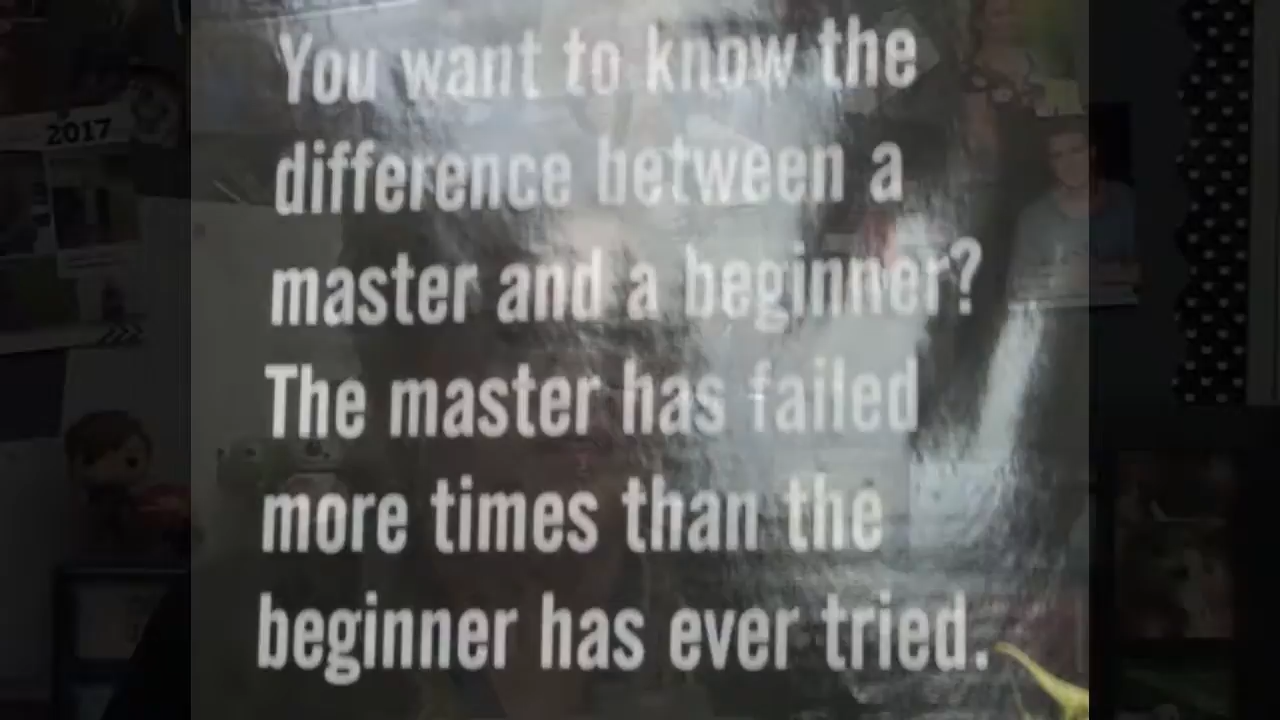 2017
You want to know the
difference between a
master and a beginner?
The master has failed
more times than the
beginner has ever tried.